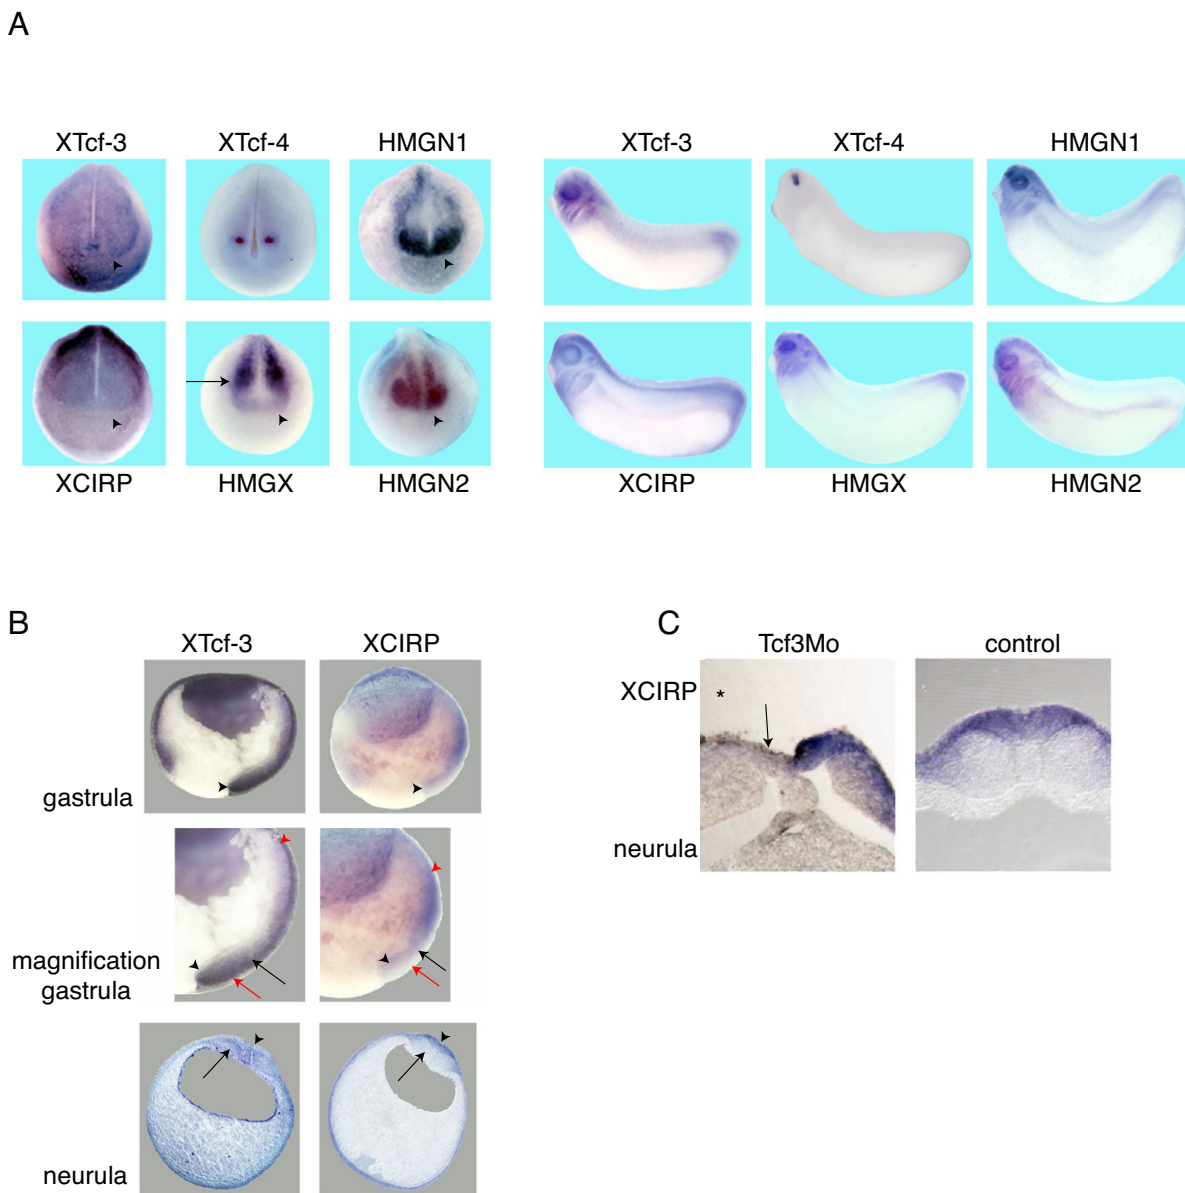 A
XTcf-3 XTcf-4 HMGN1 XTcf-3 XTcf-4 HMGN1
XCIRP HMGX HMGN2 XCIRP HMGX HMGN2
B
XTcf-3 XCIRP
gastrula
magnification
gastrula
neurula
C
Tcf3Mo control
XCIRP *
neurula